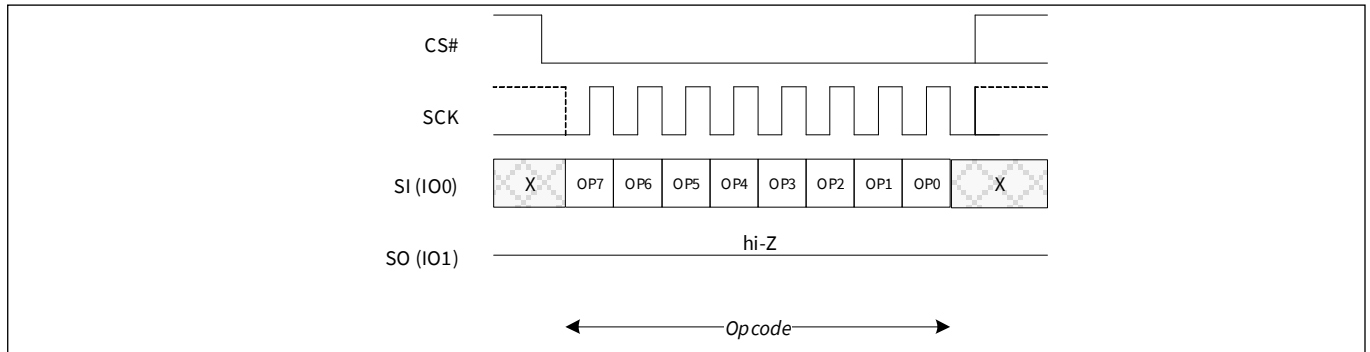 CS#
SCK
SI (IO0) X OP7 OP6 OP5 OP4 OP3 OP2 OP1 OP0 X
hi-Z
SO (IO1)
Opcode